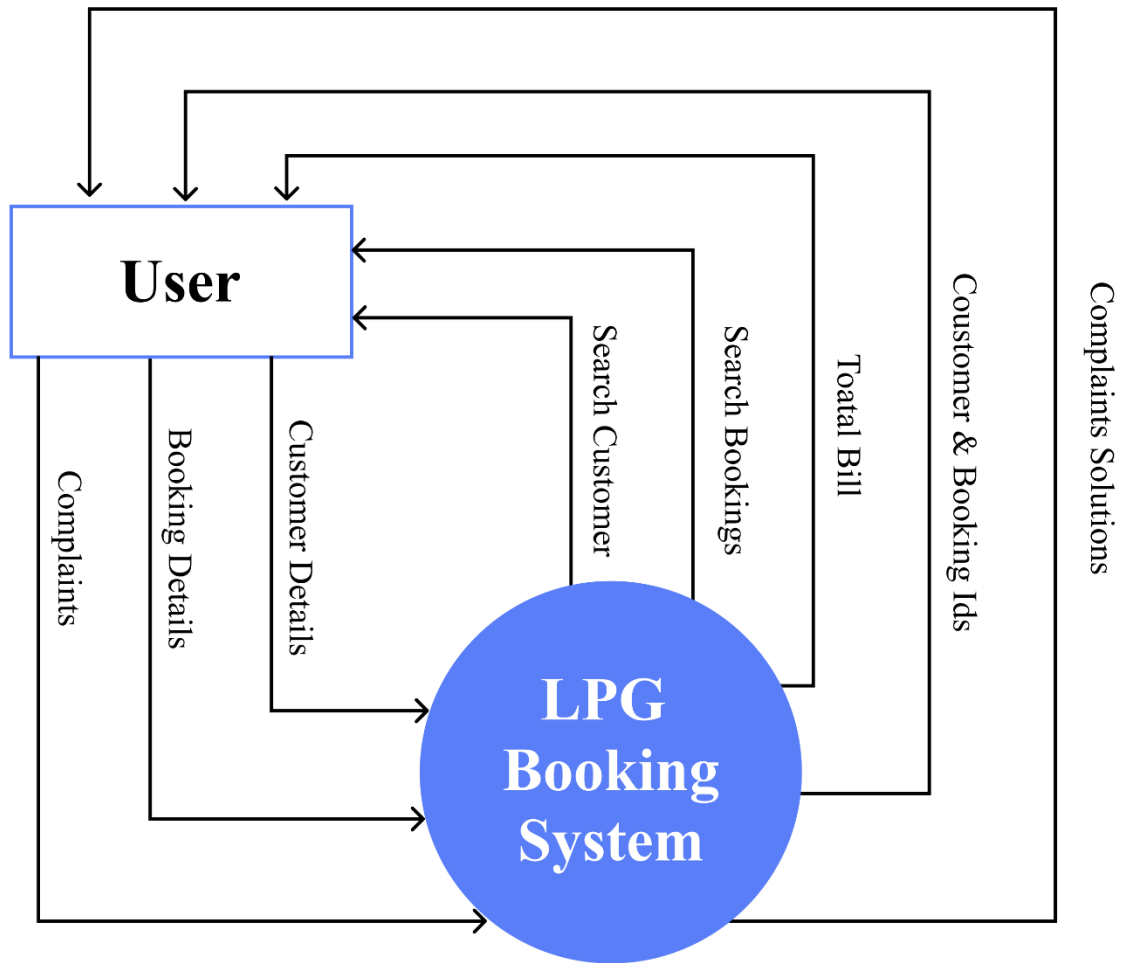 User
Complaints
Booking Details
Customer Details
Search Customer
Search Bookings
Toatal Bill
Coustomer & Booking Ids
Complaints Solutions
LPG
Booking
System